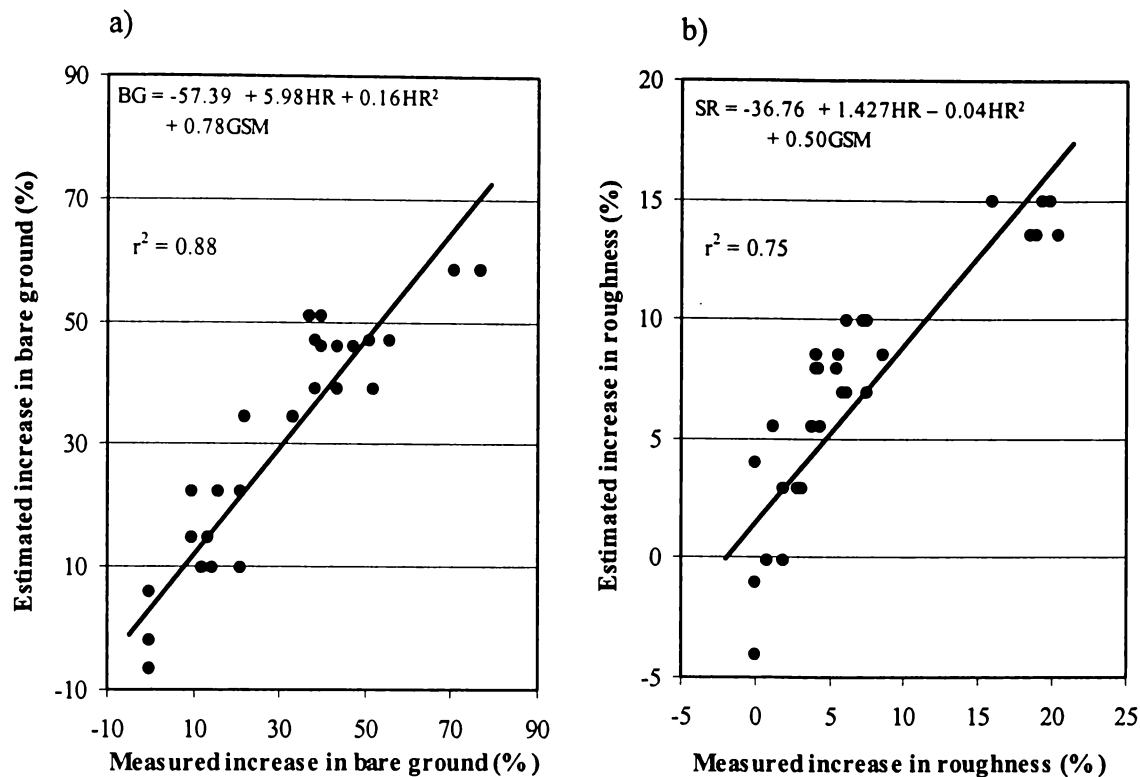 a)
90
70
50
30
10
-10
-10 10 30 50 70 90
BG = -57.39 + 5.98HR + 0.16HR²
+ 0.78GSM
r² = 0.88
Estimated increase in bare ground (%)
Measured increase in bare ground (%)
b)
20
15
10
5
0
-5
-5 0 5 10 15 20 25
SR = -36.76 + 1.427HR – 0.04HR²
+ 0.50GSM
r² = 0.75
Estimated increase in roughness (%)
Measured increase in roughness (%)